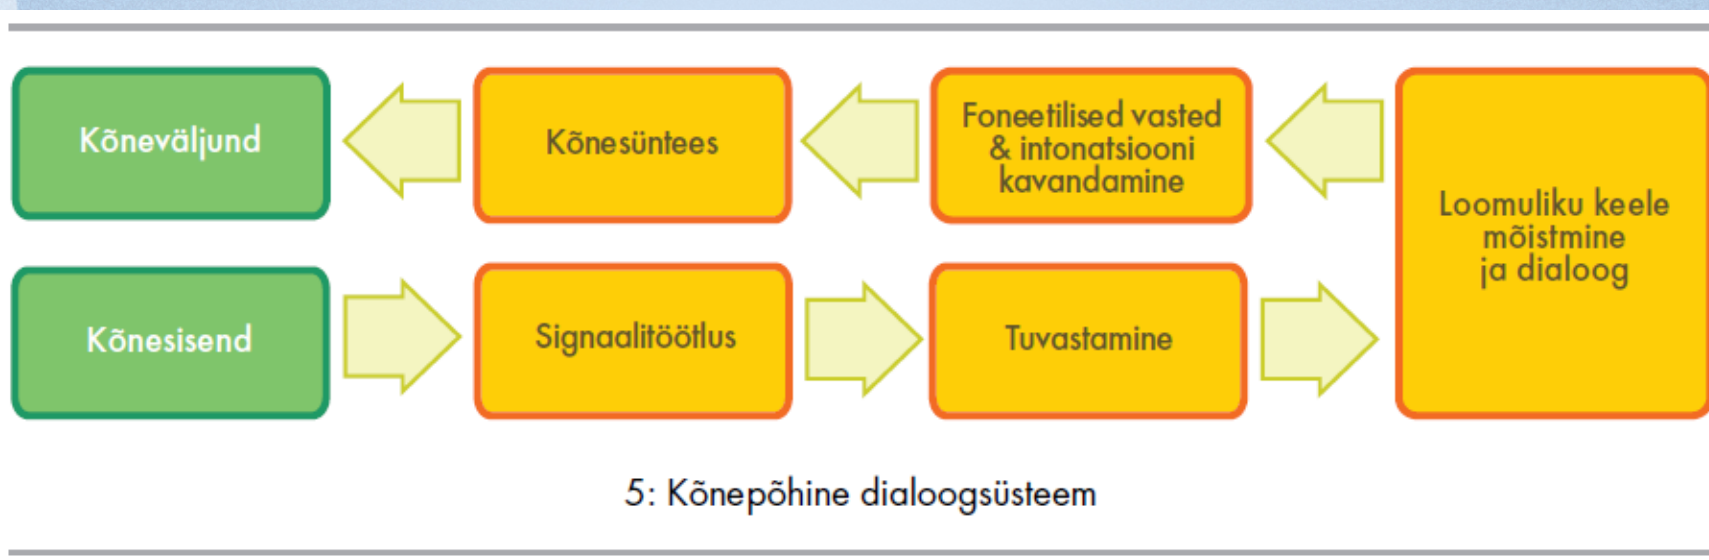 Kõneväljund
Kõnesüntees
Foneetilised vasted
& intonatsiooni
kavandamine
Loomuliku keele
mõistmine
ja dialoog
Kõnesisend
Signaalitöötlus
Tuvastamine
5: Kõnepõhine dialoogsüsteem